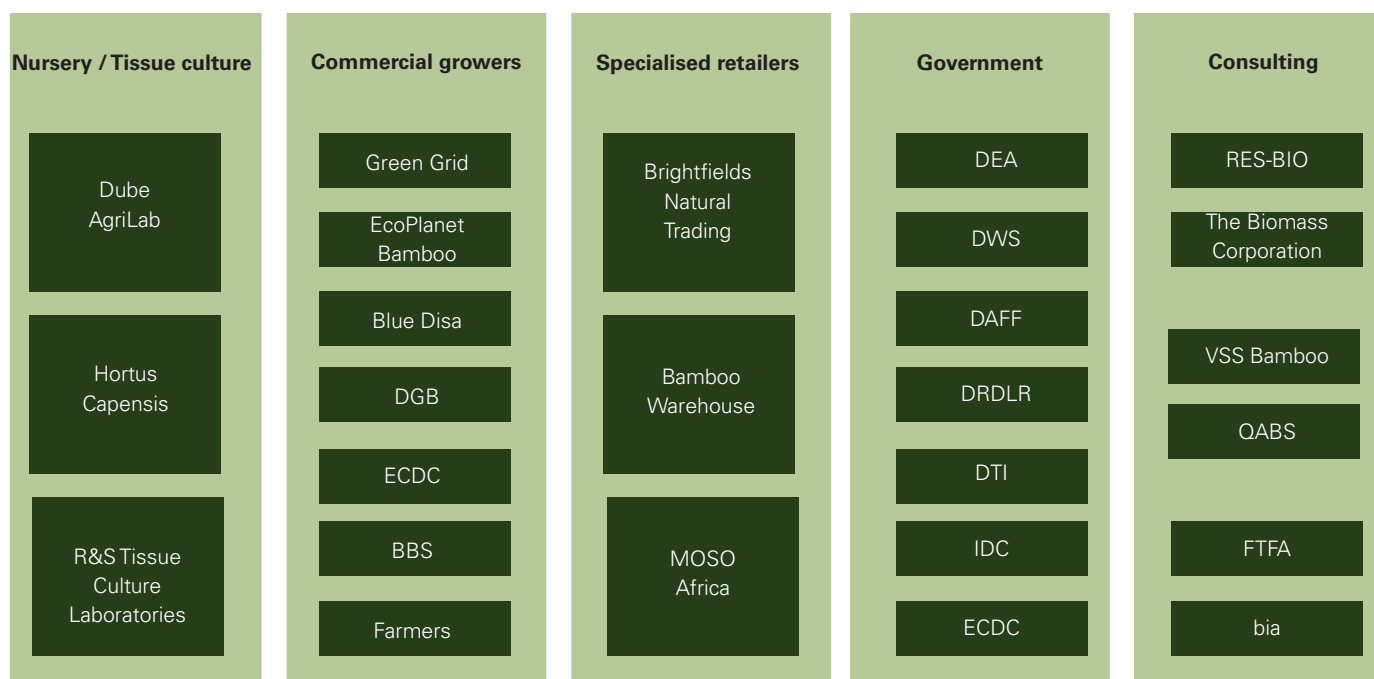 Nursery / Tissue culture
Dube
AgriLab
Hortus
Capensis
R&S Tissue
Culture
Laboratories
Commercial growers
Green Grid
EcoPlanet
Bamboo
Blue Disa
DGB
ECDC
BBS
Farmers
Specialised retailers
Brightfields
Natural
Trading
Bamboo
Warehouse
MOSO
Africa
Government
DEA
DWS
DAFF
DRDLR
DTI
IDC
ECDC
Consulting
RES-BIO
The Biomass
Corporation
VSS Bamboo
QABS
FTFA
bia